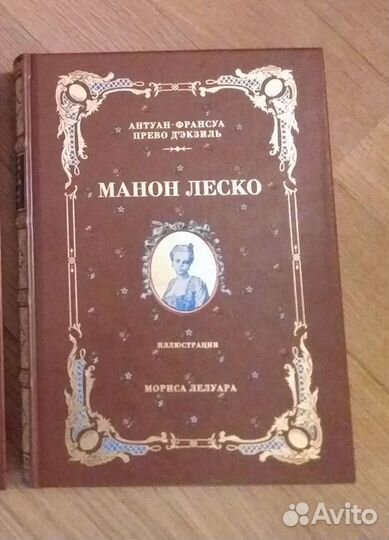 АНТУАН-ФРАНСУА
ПРЕВО Д'ЭКЗИЛЬ
МАНОН ЛЕСКО
ИЛЛЮСТРАЦИИ
МОРИСА ЛЕЛУАРА
Avito